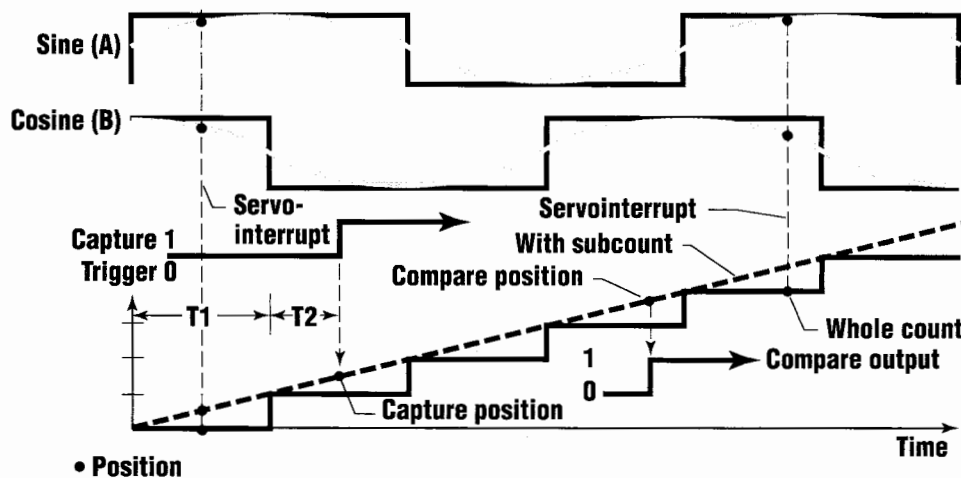 Sine (A)
Cosine (B)
Servo-
interrupt
Capture 1
Trigger 0
Servointerrupt
With subcount
Compare position
T1
T2
Whole count
1
Compare output
0
Capture position
Time
• Position